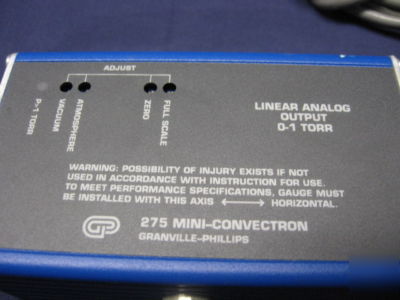 ADJUST
P>1 TORR
VACUUM
ATMOSPHERE
ZERO
FULL SCALE
LINEAR ANALOG
OUTPUT
0-1 TORR
WARNING: POSSIBILITY OF INJURY EXISTS IF NOT
USED IN ACCORDANCE WITH INSTRUCTION FOR USE.
TO MEET PERFORMANCE SPECIFICATIONS, GAUGE MUST
BE INSTALLED WITH THIS AXIS ⟷ HORIZONTAL.
GP
275 MINI-CONVECTRON
GRANVILLE-PHILLIPS